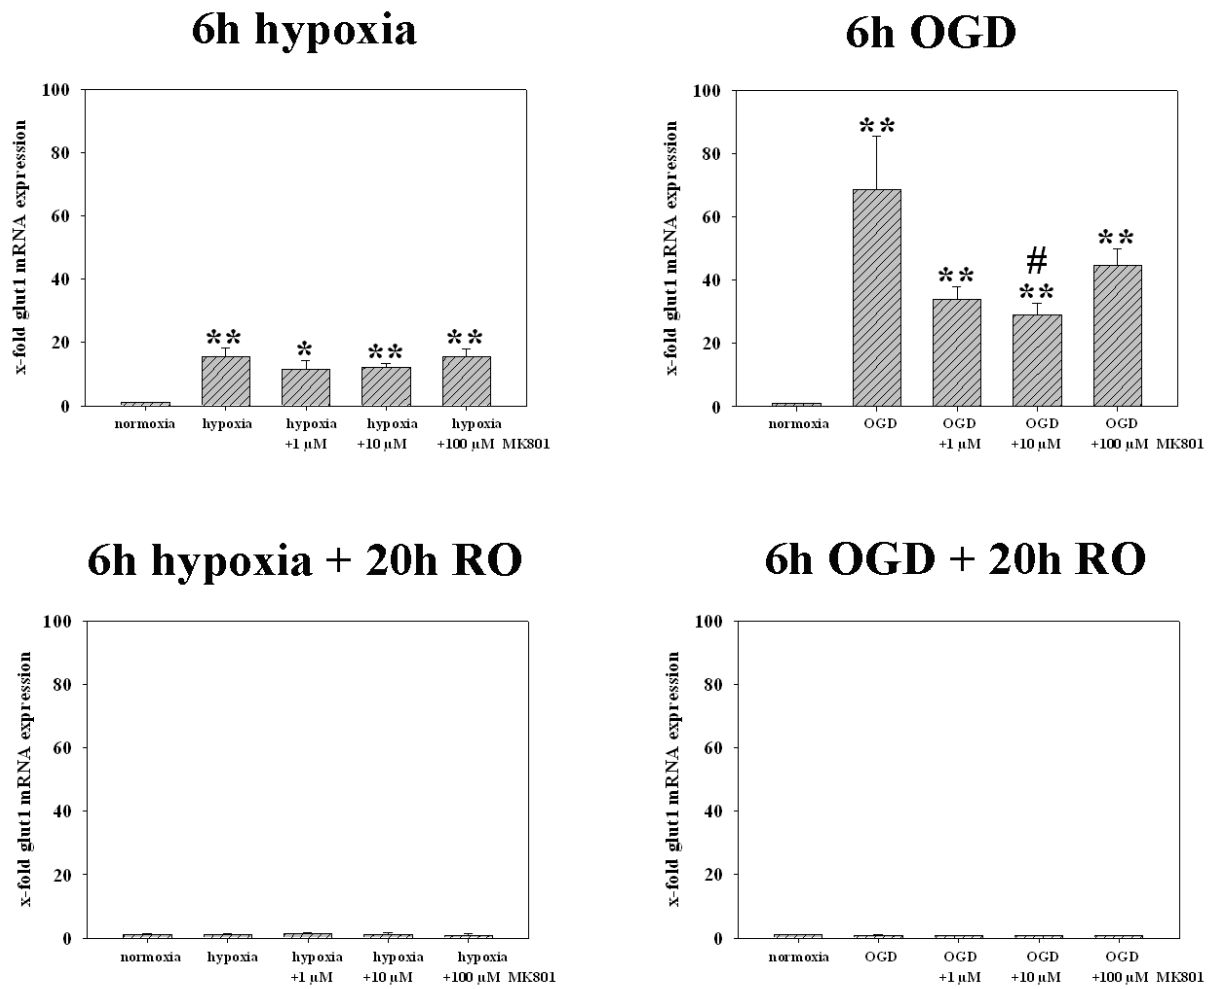 6h hypoxia
x-fold glut1 mRNA expression
100
80
60
40
20
0
** * ** **
normoxia hypoxia hypoxia hypoxia hypoxia
+1 µM +10 µM +100 µM MK801
6h OGD
x-fold glut1 mRNA expression
100
80
60
40
20
0
**
**
#
**
**
normoxia OGD OGD OGD OGD
+1 µM +10 µM +100 µM MK801
6h hypoxia + 20h RO
x-fold glut1 mRNA expression
100
80
60
40
20
0
normoxia hypoxia hypoxia hypoxia hypoxia
+1 µM +10 µM +100 µM MK801
6h OGD + 20h RO
x-fold glut1 mRNA expression
100
80
60
40
20
0
normoxia OGD OGD OGD OGD
+1 µM +10 µM +100 µM MK801